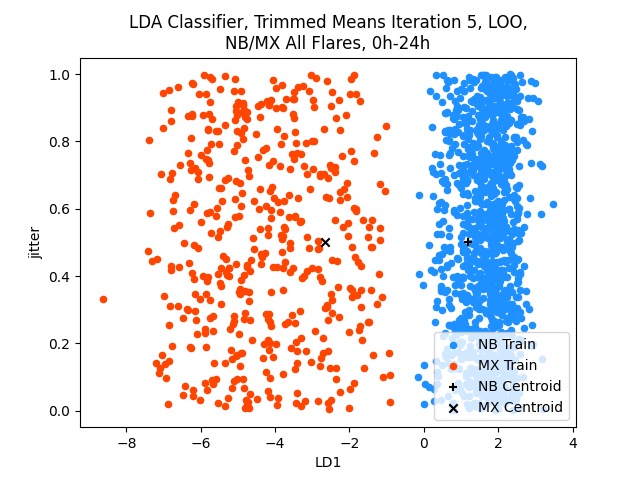 LDA Classifier, Trimmed Means Iteration 5, LOO,
NB/MX All Flares, 0h-24h
1.0
0.8
0.6
0.4
0.2
0.0
jitter
NB Train
MX Train
NB Centroid
MX Centroid
−8
−6
−4
−2
0
2
4
LD1